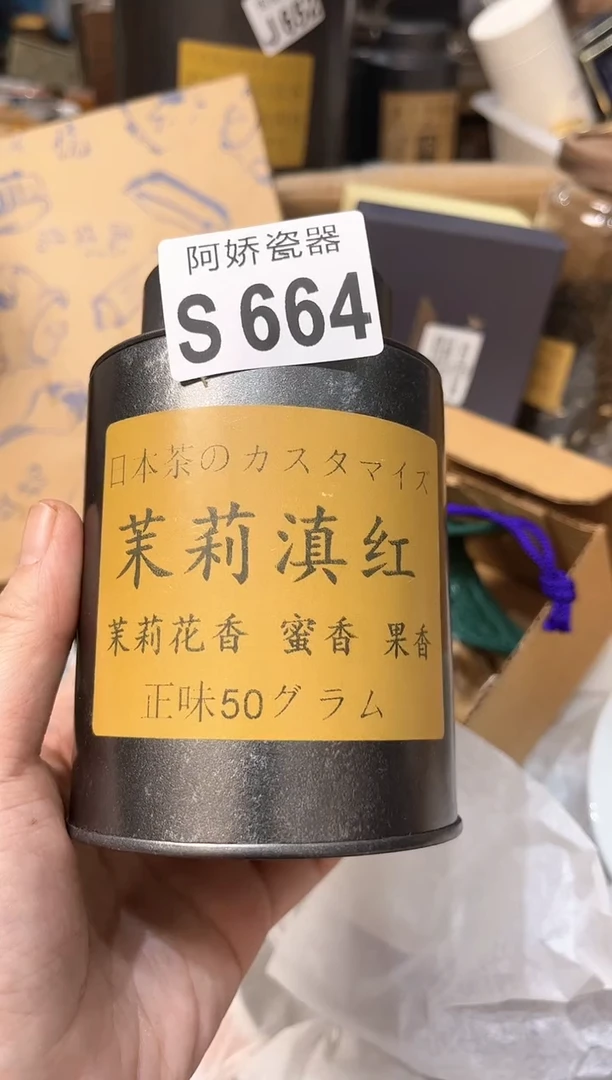 阿娇瓷器
S 664
日本茶のカスタマイズ
茉莉滇红
茉莉花香 蜜香 果香
正味50グラム